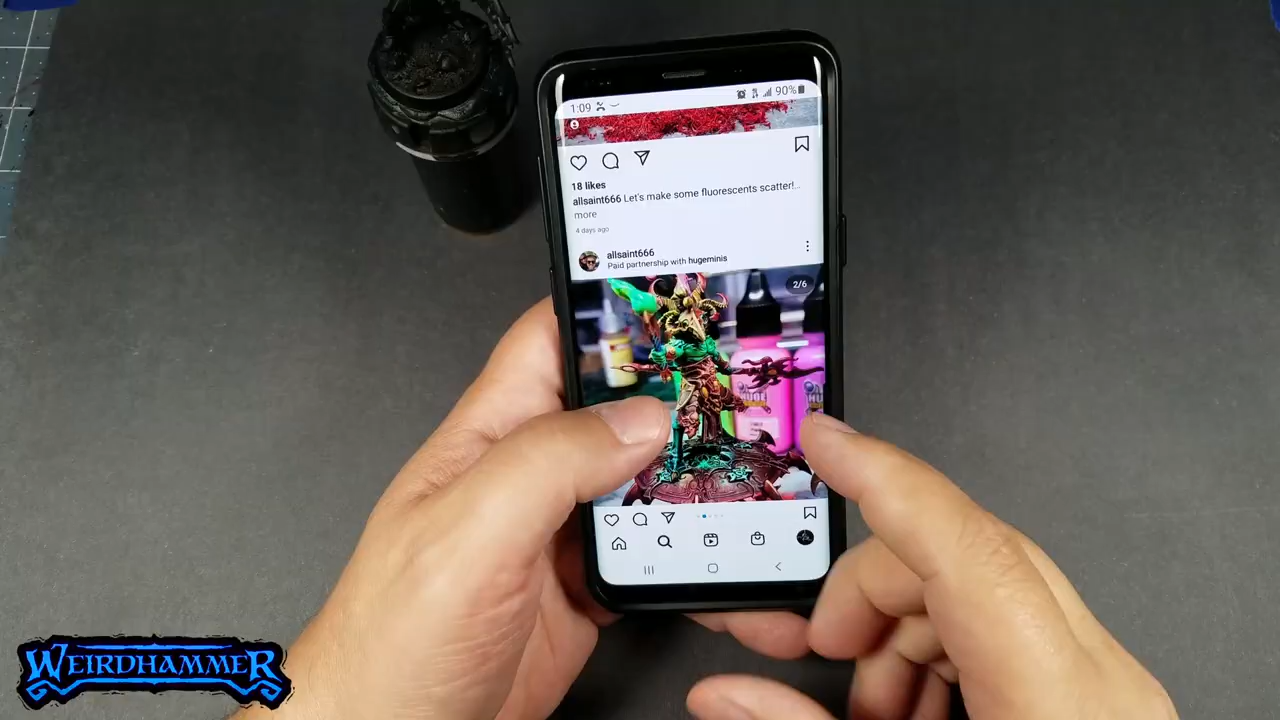 1:09
90%
18 likes
allsaint666 Let's make some fluorescents scatter!...
more
4 days ago
allsaint666
Paid partnership with hugeminis
2/6
HUGE
WEIRDHAMMER